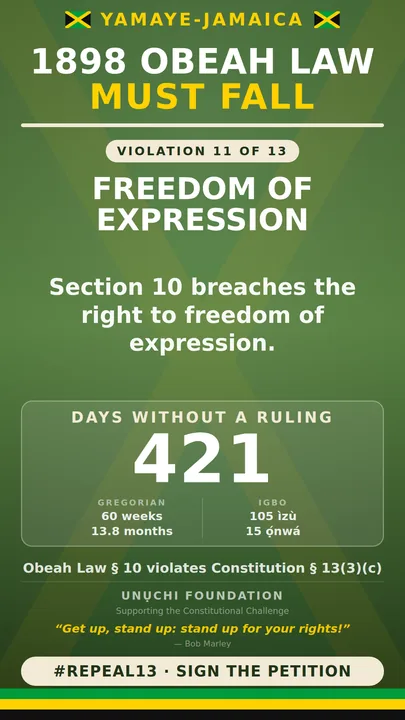 YAMAYE-JAMAICA
1898 OBEAH LAW
MUST FALL
VIOLATION 11 OF 13
FREEDOM OF
EXPRESSION
Section 10 breaches the
right to freedom of
expression.
DAYS WITHOUT A RULING
421
GREGORIAN
60 weeks
13.8 months
IGBO
105 ìzù
15 ọ́nwá
Obeah Law § 10 violates Constitution § 13(3)(c)
UNỤCHI FOUNDATION
Supporting the Constitutional Challenge
“Get up, stand up: stand up for your rights!”
— Bob Marley
#REPEAL13 · SIGN THE PETITION